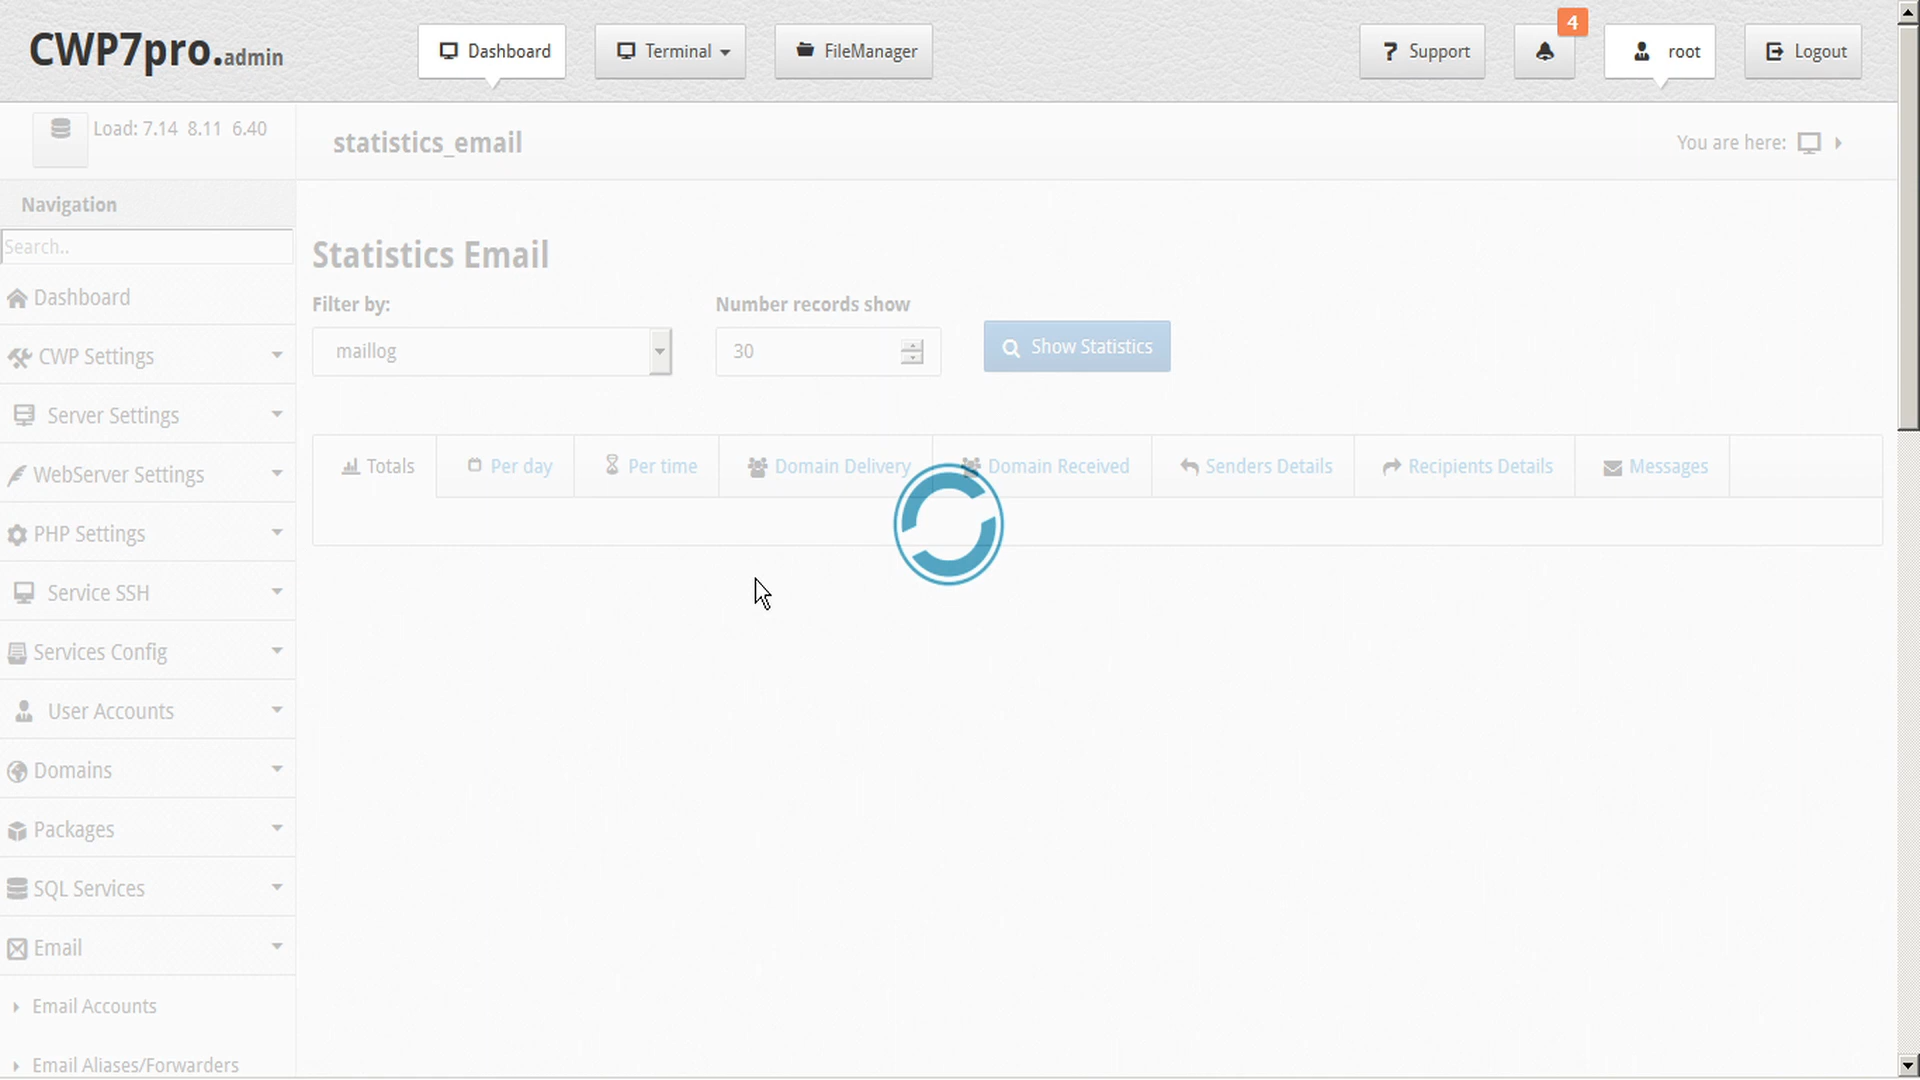 CWP7pro.admin
Dashboard
Terminal
FileManager
? Support
4
root
Logout
Load: 7.14 8.11 6.40
statistics_email
You are here:
Navigation
Search..
Dashboard
CWP Settings
Server Settings
WebServer Settings
PHP Settings
Service SSH
Services Config
User Accounts
Domains
Packages
SQL Services
Email
Email Accounts
Email Aliases/Forwarders
Statistics Email
Filter by:
Number records show
maillog
30
Show Statistics
Totals
Per day
Per time
Domain Delivery
Domain Received
Senders Details
Recipients Details
Messages